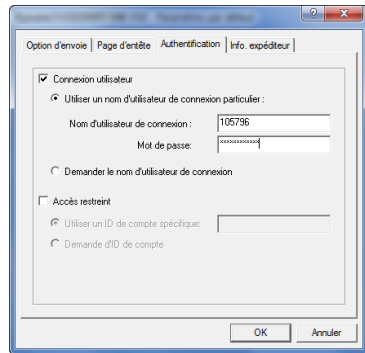 Option d'envoie | Page d'entête | Authentification | Info. expéditeur
Connexion utilisateur
Utiliser un nom d'utilisateur de connexion particulier :
Nom d'utilisateur de connexion : 105796
Mot de passe: xxxxxxxxxxxx
Demander le nom d'utilisateur de connexion
Accès restreint
Utiliser un ID de compte spécifique:
Demande d'ID de compte
OK Annuler